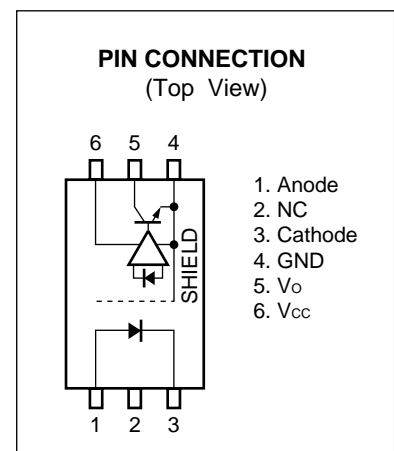 PIN CONNECTION
(Top View)
6 5 4
SHIELD
1 2 3
1. Anode
2. NC
3. Cathode
4. GND
5. Vo
6. Vcc